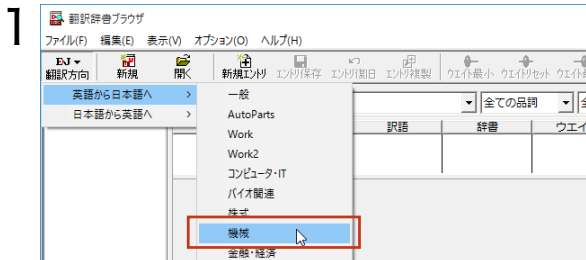 1
翻訳辞書ブラウザ
ファイル(F) 編集(E) 表示(V) オプション(O) ヘルプ(H)
EJ
翻訳方向 新規 開く 新規エントリ エントリ保存 エントリ復旧 エントリ複製 ウエイト最小 ウエイトセット
英語から日本語へ
日本語から英語へ
一般
AutoParts
Work
Work2
コンピュータ・IT
バイオ関連
株式
機械
金融・経済
全ての品詞
訳語 辞書 ウエイ